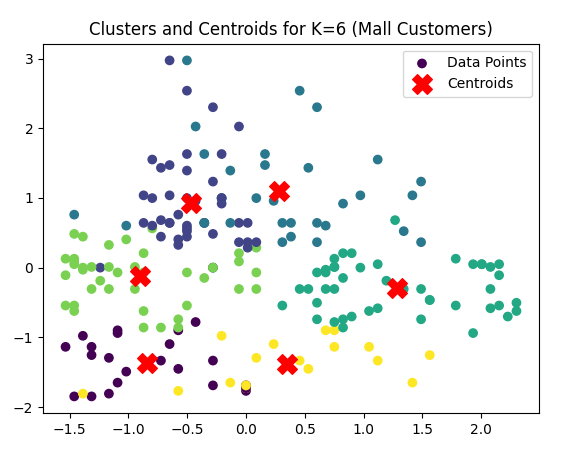 Clusters and Centroids for K=6 (Mall Customers)
Data Points
Centroids
3
2
1
0
−1
−2
−1.5 −1.0 −0.5 0.0 0.5 1.0 1.5 2.0